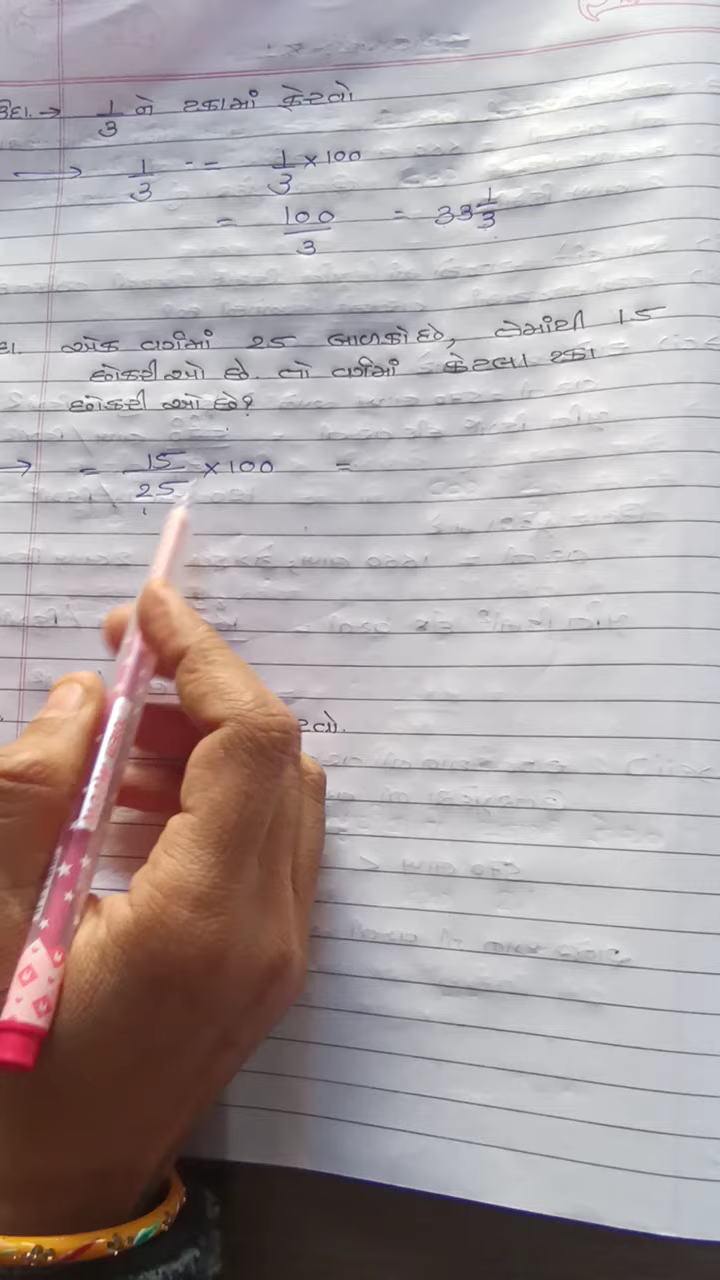 ઉદા. → 1/3 ને ટકામાં ફેરવો
→ 1/3 = 1/3 × 100
= 100/3 = 33 1/3
દા. એક વર્ગમાં 25 બાળકો છે, તેમાંથી 15
છોકરીઓ છે. તો વર્ગમાં કેટલા ટકા
છોકરીઓ છે?
→ = 15/25 × 100 =
રવો.